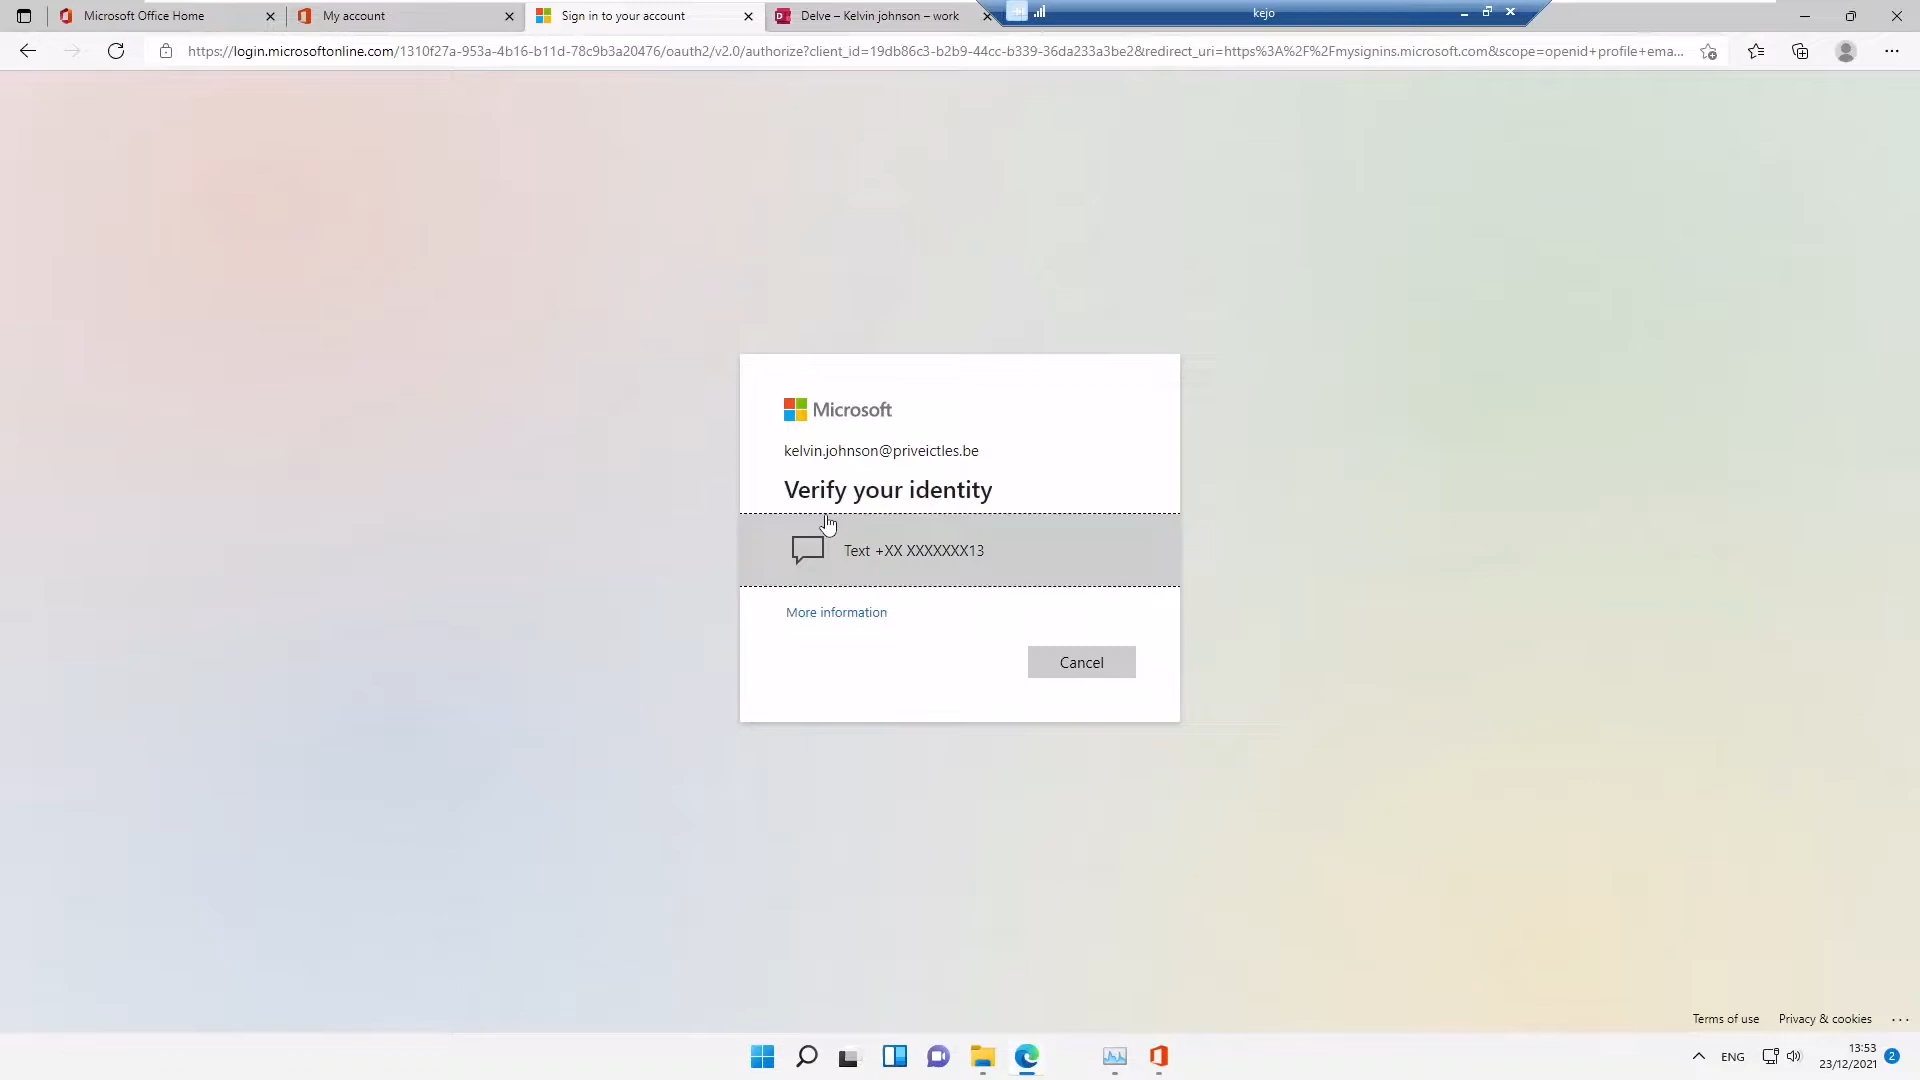 Microsoft Office Home
My account
Sign in to your account
Delve – Kelvin johnson – work
kejo
https://login.microsoftonline.com/1310f27a-953a-4b16-b11d-78c9b3a20476/oauth2/v2.0/authorize?client_id=19db86c3-b2b9-44cc-b339-36da233a3be2&redirect_uri=https%3A%2F%2Fmysignins.microsoft.com&scope=openid+profile+ema...
Microsoft
kelvin.johnson@priveictles.be
Verify your identity
Text +XX XXXXXXX13
More information
Cancel
Terms of use
Privacy & cookies
...
ENG
13:53
23/12/2021
2